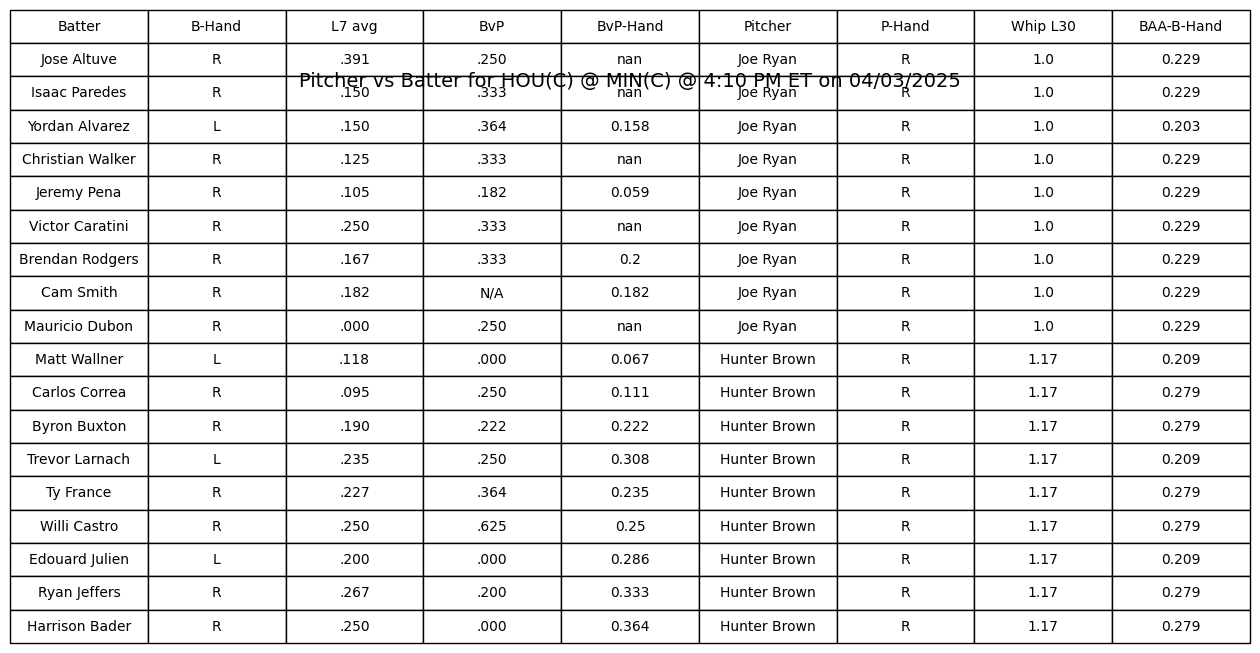 Batter B-Hand L7 avg BvP BvP-Hand Pitcher P-Hand Whip L30 BAA-B-Hand
Jose Altuve R .391 .250 nan Joe Ryan R 1.0 0.229
Pitcher vs Batter for HOU(C) @ MIN(C) @ 4:10 PM ET on 04/03/2025
Isaac Paredes R .150 .333 nan Joe Ryan R 1.0 0.229
Yordan Alvarez L .150 .364 0.158 Joe Ryan R 1.0 0.203
Christian Walker R .125 .333 nan Joe Ryan R 1.0 0.229
Jeremy Pena R .105 .182 0.059 Joe Ryan R 1.0 0.229
Victor Caratini R .250 .333 nan Joe Ryan R 1.0 0.229
Brendan Rodgers R .167 .333 0.2 Joe Ryan R 1.0 0.229
Cam Smith R .182 N/A 0.182 Joe Ryan R 1.0 0.229
Mauricio Dubon R .000 .250 nan Joe Ryan R 1.0 0.229
Matt Wallner L .118 .000 0.067 Hunter Brown R 1.17 0.209
Carlos Correa R .095 .250 0.111 Hunter Brown R 1.17 0.279
Byron Buxton R .190 .222 0.222 Hunter Brown R 1.17 0.279
Trevor Larnach L .235 .250 0.308 Hunter Brown R 1.17 0.209
Ty France R .227 .364 0.235 Hunter Brown R 1.17 0.279
Willi Castro R .250 .625 0.25 Hunter Brown R 1.17 0.279
Edouard Julien L .200 .000 0.286 Hunter Brown R 1.17 0.209
Ryan Jeffers R .267 .200 0.333 Hunter Brown R 1.17 0.279
Harrison Bader R .250 .000 0.364 Hunter Brown R 1.17 0.279